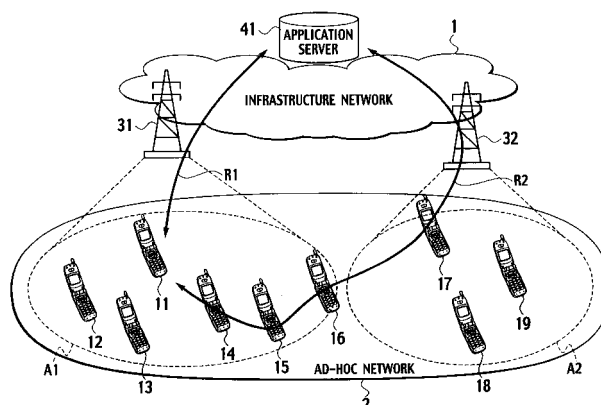 41
APPLICATION
SERVER
1
INFRASTRUCTURE NETWORK
31
32
R1
R2
11
12
13
14
15
16
17
18
19
A1
AD-HOC NETWORK
A2
2